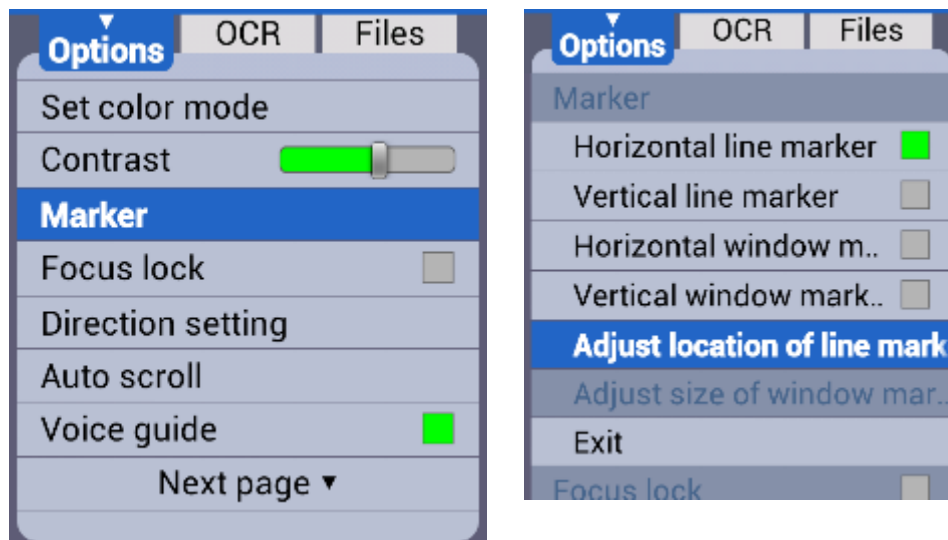 Options OCR Files
Set color mode
Contrast
Marker
Focus lock
Direction setting
Auto scroll
Voice guide
Next page ▼
Options OCR Files
Marker
Horizontal line marker
Vertical line marker
Horizontal window m..
Vertical window mark..
Adjust location of line mark
Adjust size of window mar..
Exit
Focus lock